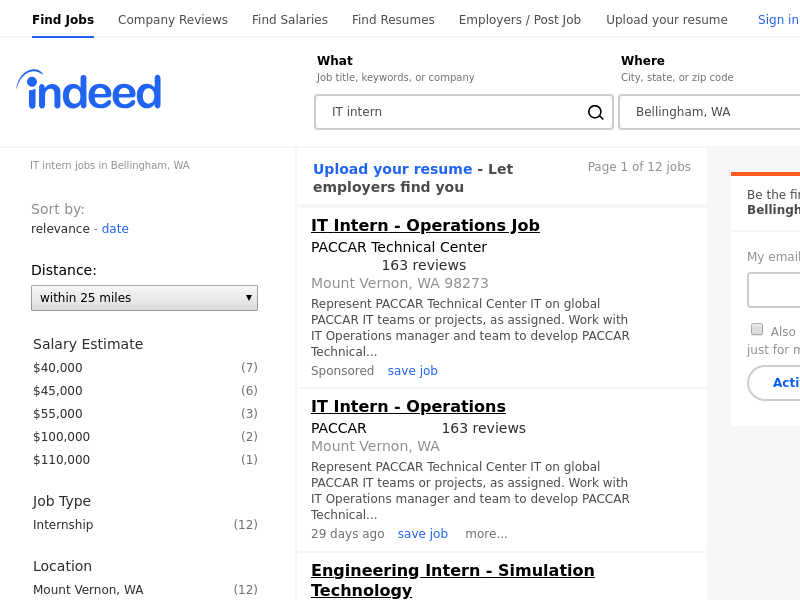 Find Jobs Company Reviews Find Salaries Find Resumes Employers / Post Job Upload your resume Sign in
indeed
What
Job title, keywords, or company
Where
City, state, or zip code
IT intern
Bellingham, WA
IT intern jobs in Bellingham, WA
Sort by:
relevance - date
Distance:
within 25 miles
Salary Estimate
$40,000 (7)
$45,000 (6)
$55,000 (3)
$100,000 (2)
$110,000 (1)
Job Type
Internship (12)
Location
Mount Vernon, WA (12)
Upload your resume - Let
employers find you
Page 1 of 12 jobs
IT Intern - Operations Job
PACCAR Technical Center
163 reviews
Mount Vernon, WA 98273
Represent PACCAR Technical Center IT on global
PACCAR IT teams or projects, as assigned. Work with
IT Operations manager and team to develop PACCAR
Technical...
Sponsored save job
IT Intern - Operations
PACCAR 163 reviews
Mount Vernon, WA
Represent PACCAR Technical Center IT on global
PACCAR IT teams or projects, as assigned. Work with
IT Operations manager and team to develop PACCAR
Technical...
29 days ago save job more...
Engineering Intern - Simulation
Technology
Be the fi
Bellingh
My email
Also
just for m
Acti